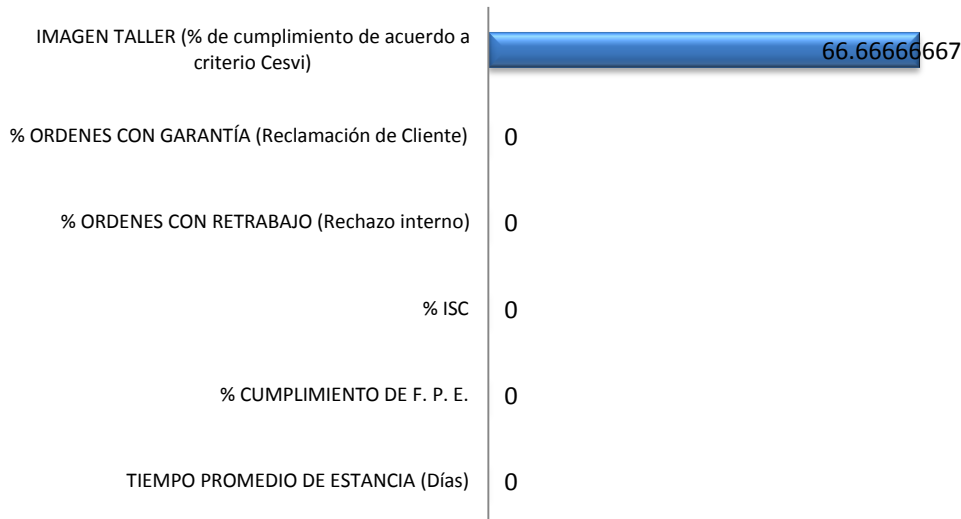 IMAGEN TALLER (% de cumplimiento de acuerdo a
criterio Cesvi)
66.66666667
% ORDENES CON GARANTÍA (Reclamación de Cliente)
0
% ORDENES CON RETRABAJO (Rechazo interno)
0
% ISC
0
% CUMPLIMIENTO DE F. P. E.
0
TIEMPO PROMEDIO DE ESTANCIA (Días)
0